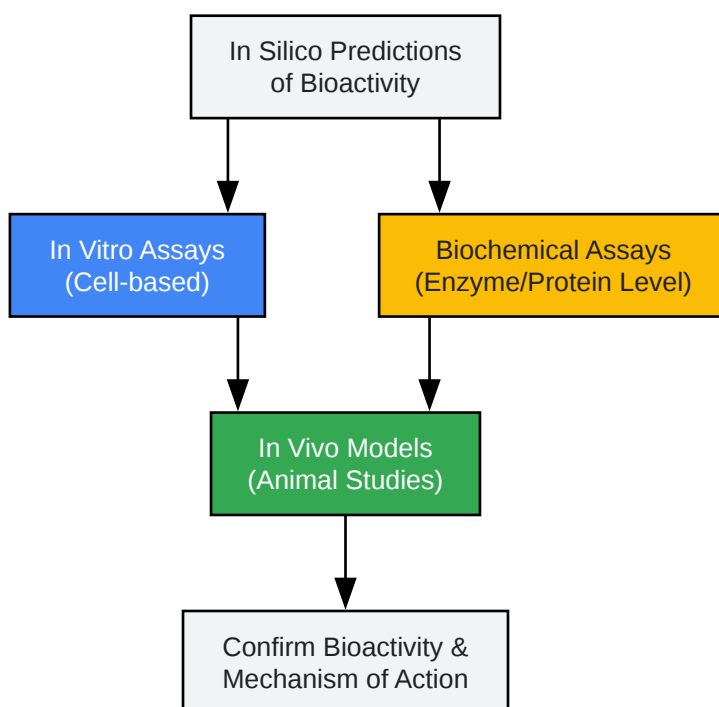 In Silico Predictions
of Bioactivity
In Vitro Assays
(Cell-based)
Biochemical Assays
(Enzyme/Protein Level)
In Vivo Models
(Animal Studies)
Confirm Bioactivity &
Mechanism of Action